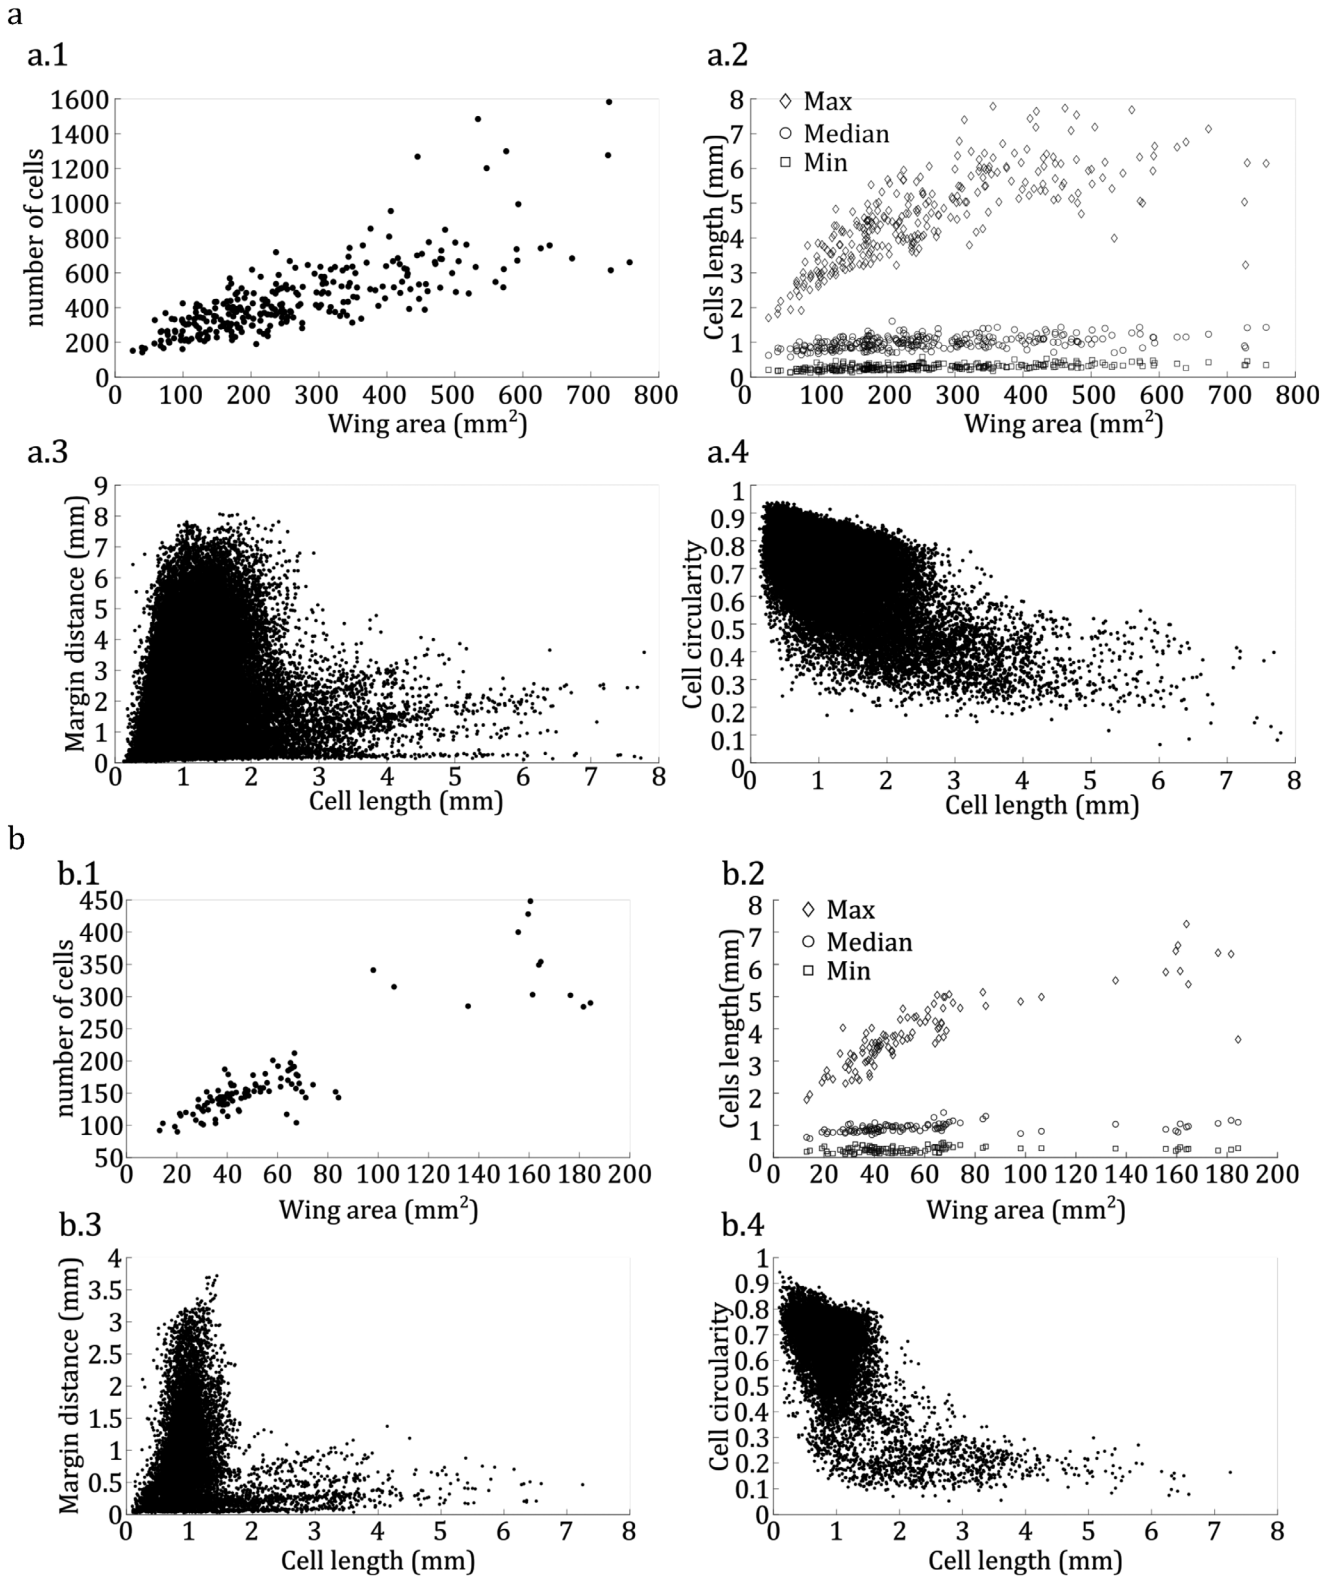 a
a.1
a.2
1600
1400
1200
1000
800
600
400
200
0
number of cells
0 100 200 300 400 500 600 700 800
Wing area (mm²)
8
7
6
5
4
3
2
1
0
Cells length (mm)
Max
Median
Min
100 200 300 400 500 600 700 800
Wing area (mm²)
a.3
a.4
9
8
7
6
5
4
3
2
1
0
Margin distance (mm)
1 2 3 4 5 6 7 8
Cell length (mm)
1
0.9
0.8
0.7
0.6
0.5
0.4
0.3
0.2
0.1
0
Cell circularity
1 2 3 4 5 6 7 8
Cell length (mm)
b
b.1
b.2
450
400
350
300
250
200
150
100
50
number of cells
0 20 40 60 80 100 120 140 160 180 200
Wing area (mm²)
8
7
6
5
4
3
2
1
0
Cells length(mm)
Max
Median
Min
0 20 40 60 80 100 120 140 160 180 200
Wing area (mm²)
b.3
b.4
4
3.5
3
2.5
2
1.5
1
0.5
0
Margin distance (mm)
0 1 2 3 4 5 6 7 8
Cell length (mm)
1
0.9
0.8
0.7
0.6
0.5
0.4
0.3
0.2
0.1
0
Cell circularity
0 1 2 3 4 5 6 7 8
Cell length (mm)